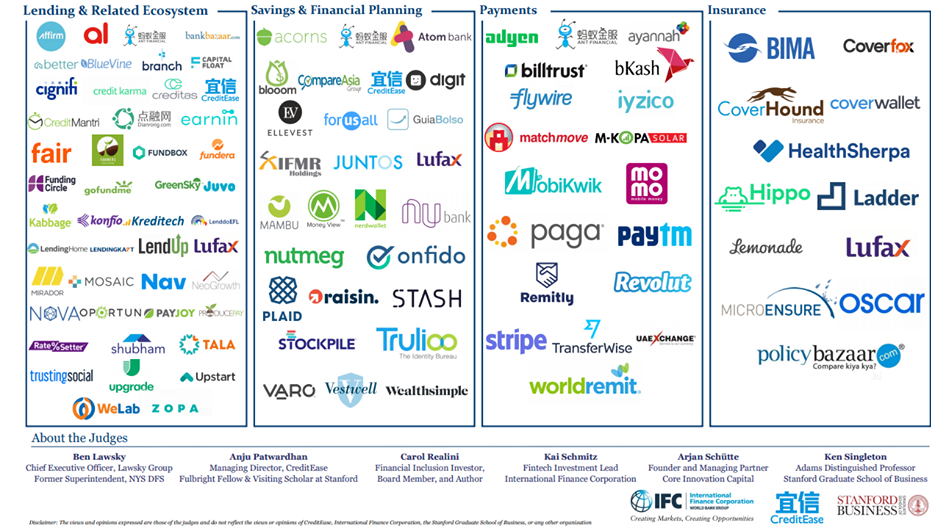 Lending & Related Ecosystem
affirm
al
蚂蚁金服
ANT FINANCIAL
bankbazaar.com
better
BlueVine
branch
CAPITAL
FLOAT
cignifi
credit karma
creditas
宜信
CreditEase
CreditMantri
点融网
Dianrong.com
earnin
fair
FUNDBOX
fundera
Funding
Circle
gofundme
GreenSky
Juvo
Kabbage
konfio
Kreditech
LenddoEFL
LendingHome
LENDINGKART
LendUp
Lufax
MIRADOR
MOSAIC
Nav
NeoGrowth
NOVA
OPORTUN
PAYJOY
PRODUCEPAY
RateSetter
shubham
TALA
trustingsocial
upgrade
Upstart
WeLab
ZOPA
Savings & Financial Planning
acorns
蚂蚁金服
ANT FINANCIAL
Atom bank
blooom
CompareAsia
Group
宜信
CreditEase
digit
EV
ELLEVEST
forusall
GuiaBolso
IFMR
Holdings
JUNTOS
Lufax
MAMBU
Money View
nerdwallet
nu bank
nutmeg
onfido
PLAID
raisin.
STASH
STOCKPILE
Trulioo
The Identity Bureau
VARO
Vestwell
Wealthsimple
Payments
adyen
蚂蚁金服
ANT FINANCIAL
ayannah
billtrust
bKash
flywire
iyzico
matchmove
M-KOPA SOLAR
MobiKwik
mo
mo
mobile money
paga
paytm
Remitly
Revolut
stripe
TransferWise
UAEXCHANGE
worldremit
Insurance
BIMA
Coverfox
CoverHound
Insurance
coverwallet
HealthSherpa
Hippo
Ladder
Lemonade
Lufax
MICROENSURE
oscar
policybazaar.com
Compare kiya kya?
About the Judges
Ben Lawsky
Chief Executive Officer, Lawsky Group
Former Superintendent, NYS DFS
Anju Patwardhan
Managing Director, CreditEase
Fulbright Fellow & Visiting Scholar at Stanford
Carol Realini
Financial Inclusion Investor,
Board Member, and Author
Kai Schmitz
Fintech Investment Lead
International Finance Corporation
Arjan Schütte
Founder and Managing Partner
Core Innovation Capital
Ken Singleton
Adams Distinguished Professor
Stanford Graduate School of Business
IFC
International
Finance Corporation
WORLD BANK GROUP
Creating Markets, Creating Opportunities
宜信
CreditEase
STANFORD
BUSINESS
Disclaimer: The views and opinions expressed are those of the judges and do not reflect the views or opinions of CreditEase, International Finance Corporation, the Stanford Graduate School of Business, or any other organisation